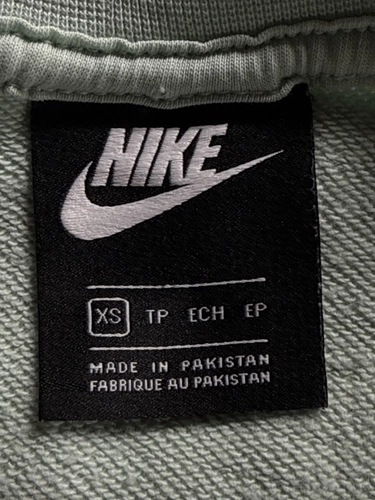 NIKE
XS TP ECH EP
MADE IN PAKISTAN
FABRIQUE AU PAKISTAN